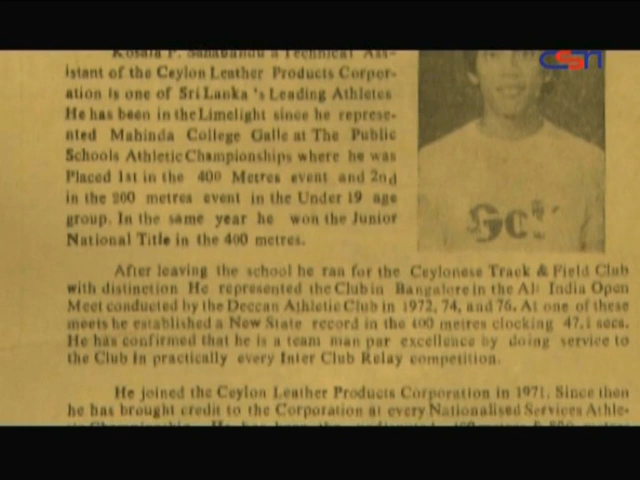 Kosala P. Sahabandu a Technical Ass-
istant of the Ceylon Leather Products Corpor-
ation is one of Sri Lanka 's Leading Athletes
He has been in the Limelight since he repres-
nted Mahinda College Galle at The Public
Schools Athletic Championships where he was
Placed 1st in the 400 Metres event and 2nd
in the 200 metres event in the Under 19 age
group. In the same year he won the Junior
National Title in the 400 metres.
After leaving the school he ran for the Ceylonese Track & Field Club
with distinction He represented the Club in Bangalore in the All India Open
Meet conducted by the Deccan Athletic Club in 1972, 74, and 76. At one of these
meets he established a New State record in the 400 metres clocking 47.1 secs.
He has confirmed that he is a team man par excellence by doing service to
the Club in practically every Inter Club Relay competition.
He joined the Ceylon Leather Products Corporation in 1971. Since then
he has brought credit to the Corporation at every Nationalised Services Athle-
CSN